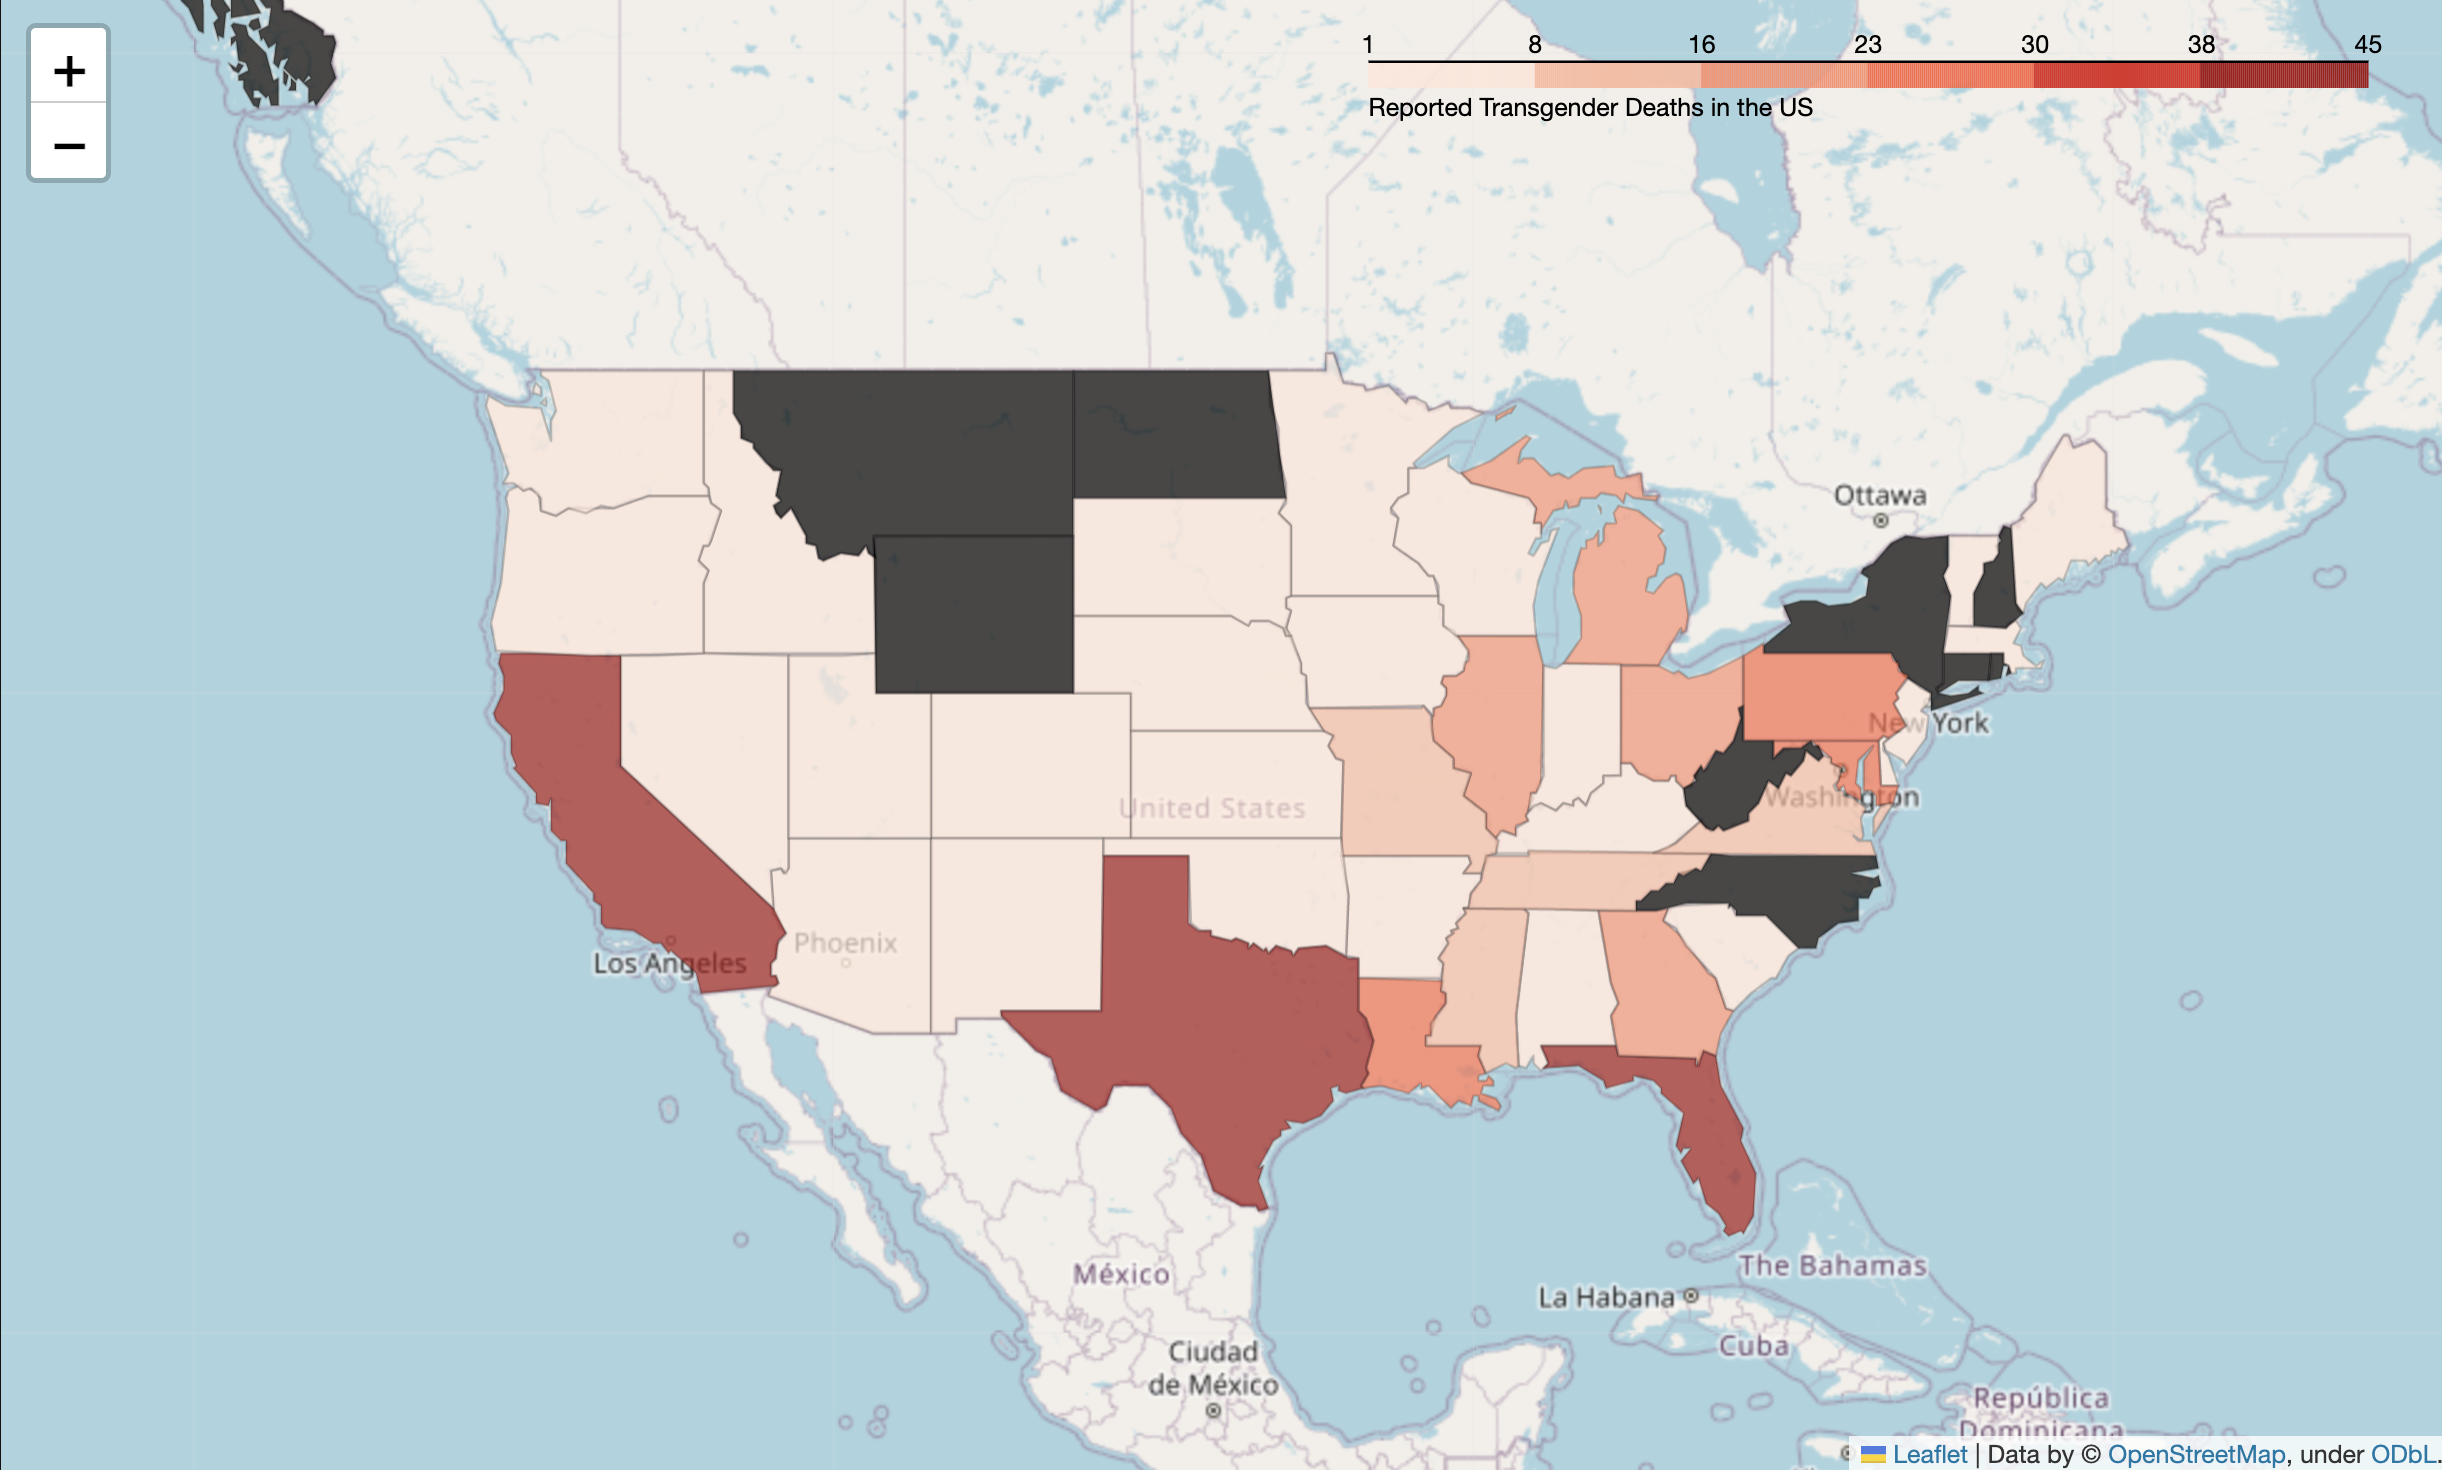 +
−
1 8 16 23 30 38 45
Reported Transgender Deaths in the US
Ottawa
New York
United States
Washington
Phoenix
Los Angeles
México
The Bahamas
La Habana
Cuba
Ciudad
de México
República
Dominicana
Leaflet | Data by © OpenStreetMap, under ODbL.